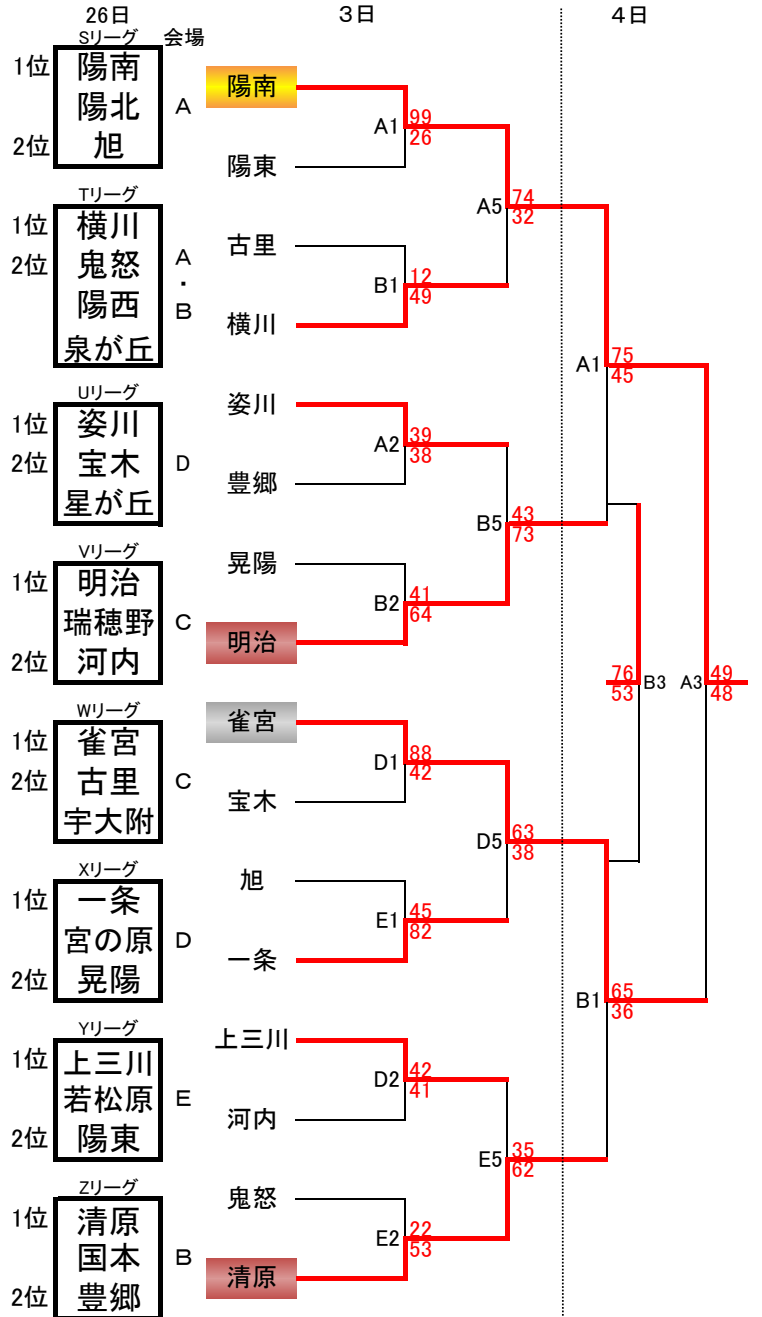 26日
3日
4日
Sリーグ 会場
1位
陽南
陽北
2位
旭
A
Tリーグ
1位
横川
2位
鬼怒
陽西
泉が丘
A・B
Uリーグ
1位
姿川
2位
宝木
星が丘
D
Vリーグ
1位
明治
瑞穂野
2位
河内
C
Wリーグ
1位
雀宮
2位
古里
宇大附
C
Xリーグ
1位
一条
宮の原
2位
晃陽
D
Yリーグ
1位
上三川
若松原
2位
陽東
E
Zリーグ
1位
清原
国本
2位
豊郷
B
陽南
陽東
古里
横川
姿川
豊郷
晃陽
明治
雀宮
宝木
旭
一条
上三川
河内
鬼怒
清原
A1
99
26
B1
12
49
A2
39
38
B2
41
64
D1
88
42
E1
45
82
D2
42
41
E2
22
53
A5
74
32
B5
43
73
D5
63
38
E5
35
62
A1
75
45
B1
65
36
76
53
B3
A3
49
48